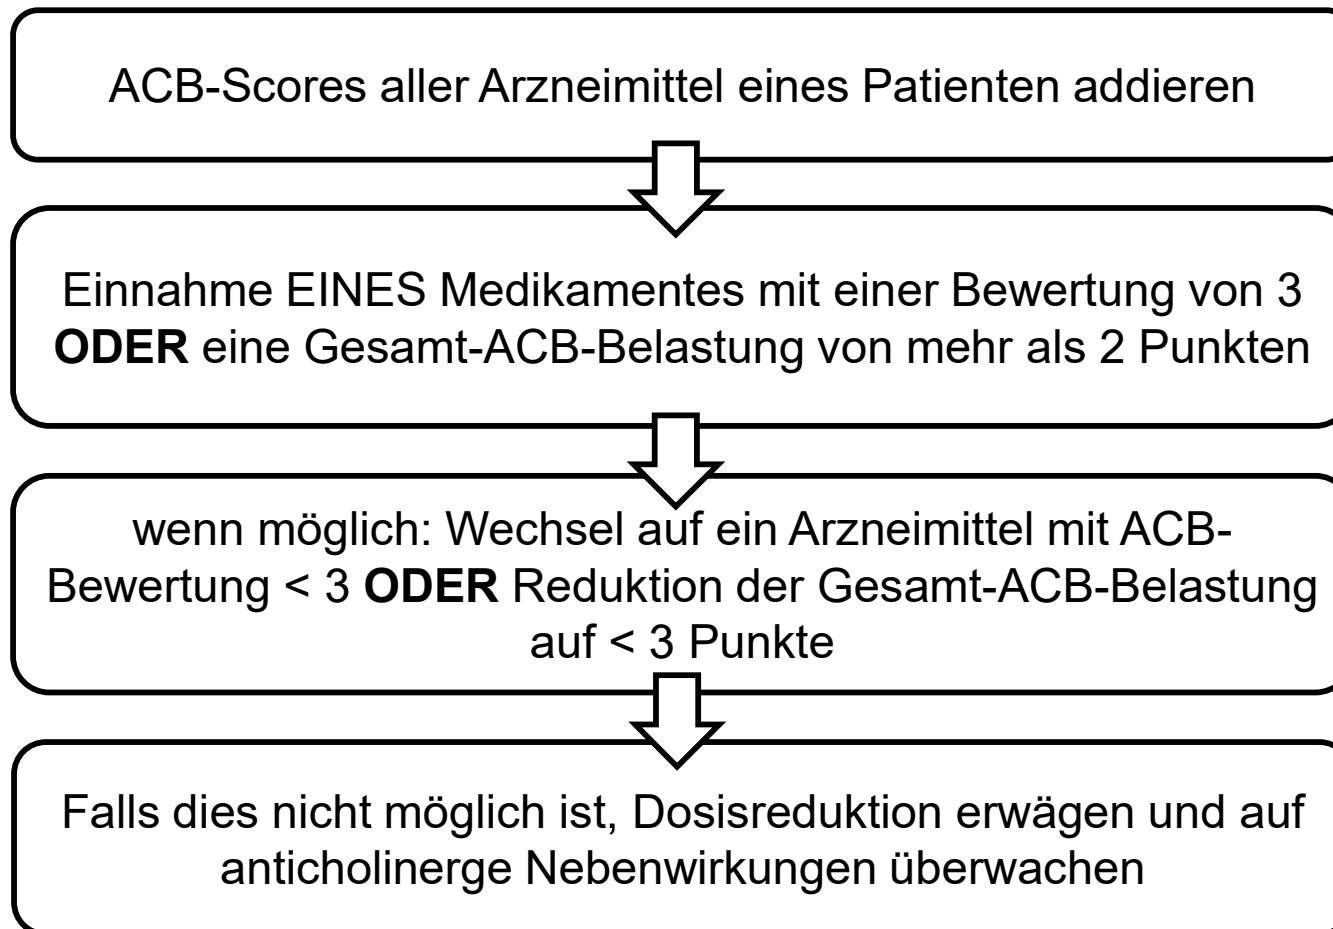 ACB-Scores aller Arzneimittel eines Patienten addieren
Einnahme EINES Medikamentes mit einer Bewertung von 3
ODER eine Gesamt-ACB-Belastung von mehr als 2 Punkten
wenn möglich: Wechsel auf ein Arzneimittel mit ACB-
Bewertung < 3 ODER Reduktion der Gesamt-ACB-Belastung
auf < 3 Punkte
Falls dies nicht möglich ist, Dosisreduktion erwägen und auf
anticholinerge Nebenwirkungen überwachen